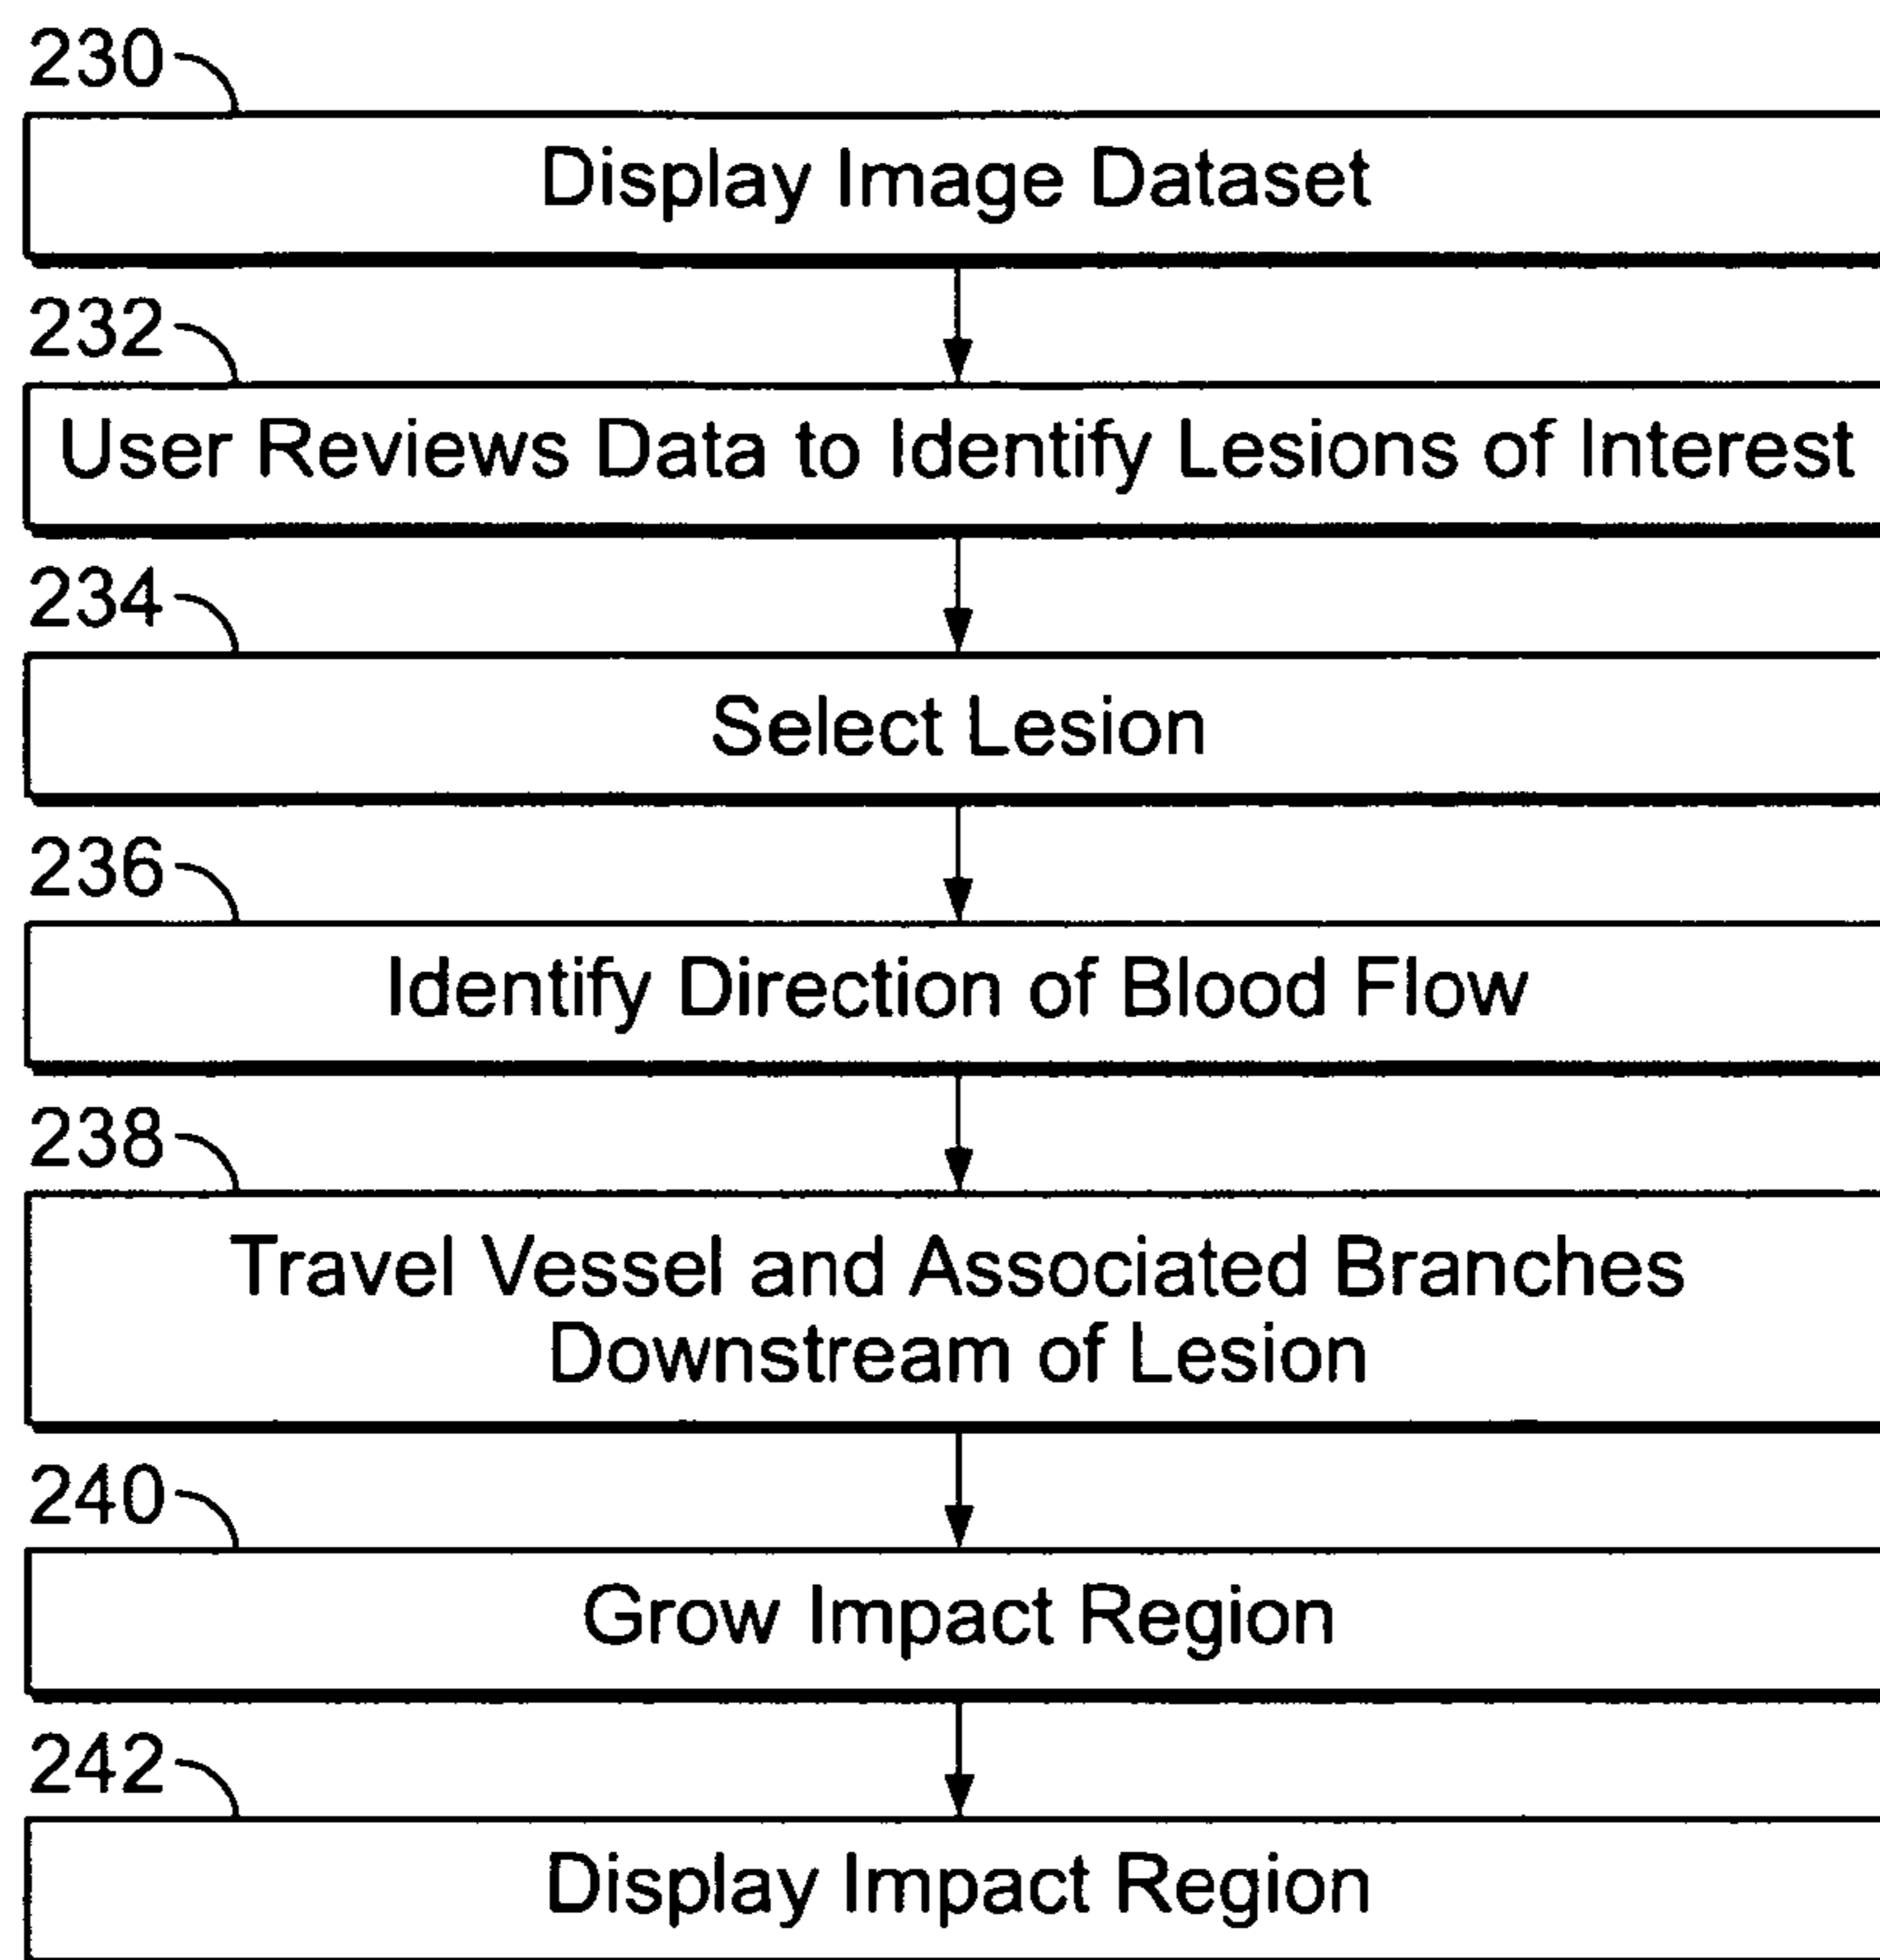 230
Display Image Dataset
232
User Reviews Data to Identify Lesions of Interest
234
Select Lesion
236
Identify Direction of Blood Flow
238
Travel Vessel and Associated Branches
Downstream of Lesion
240
Grow Impact Region
242
Display Impact Region